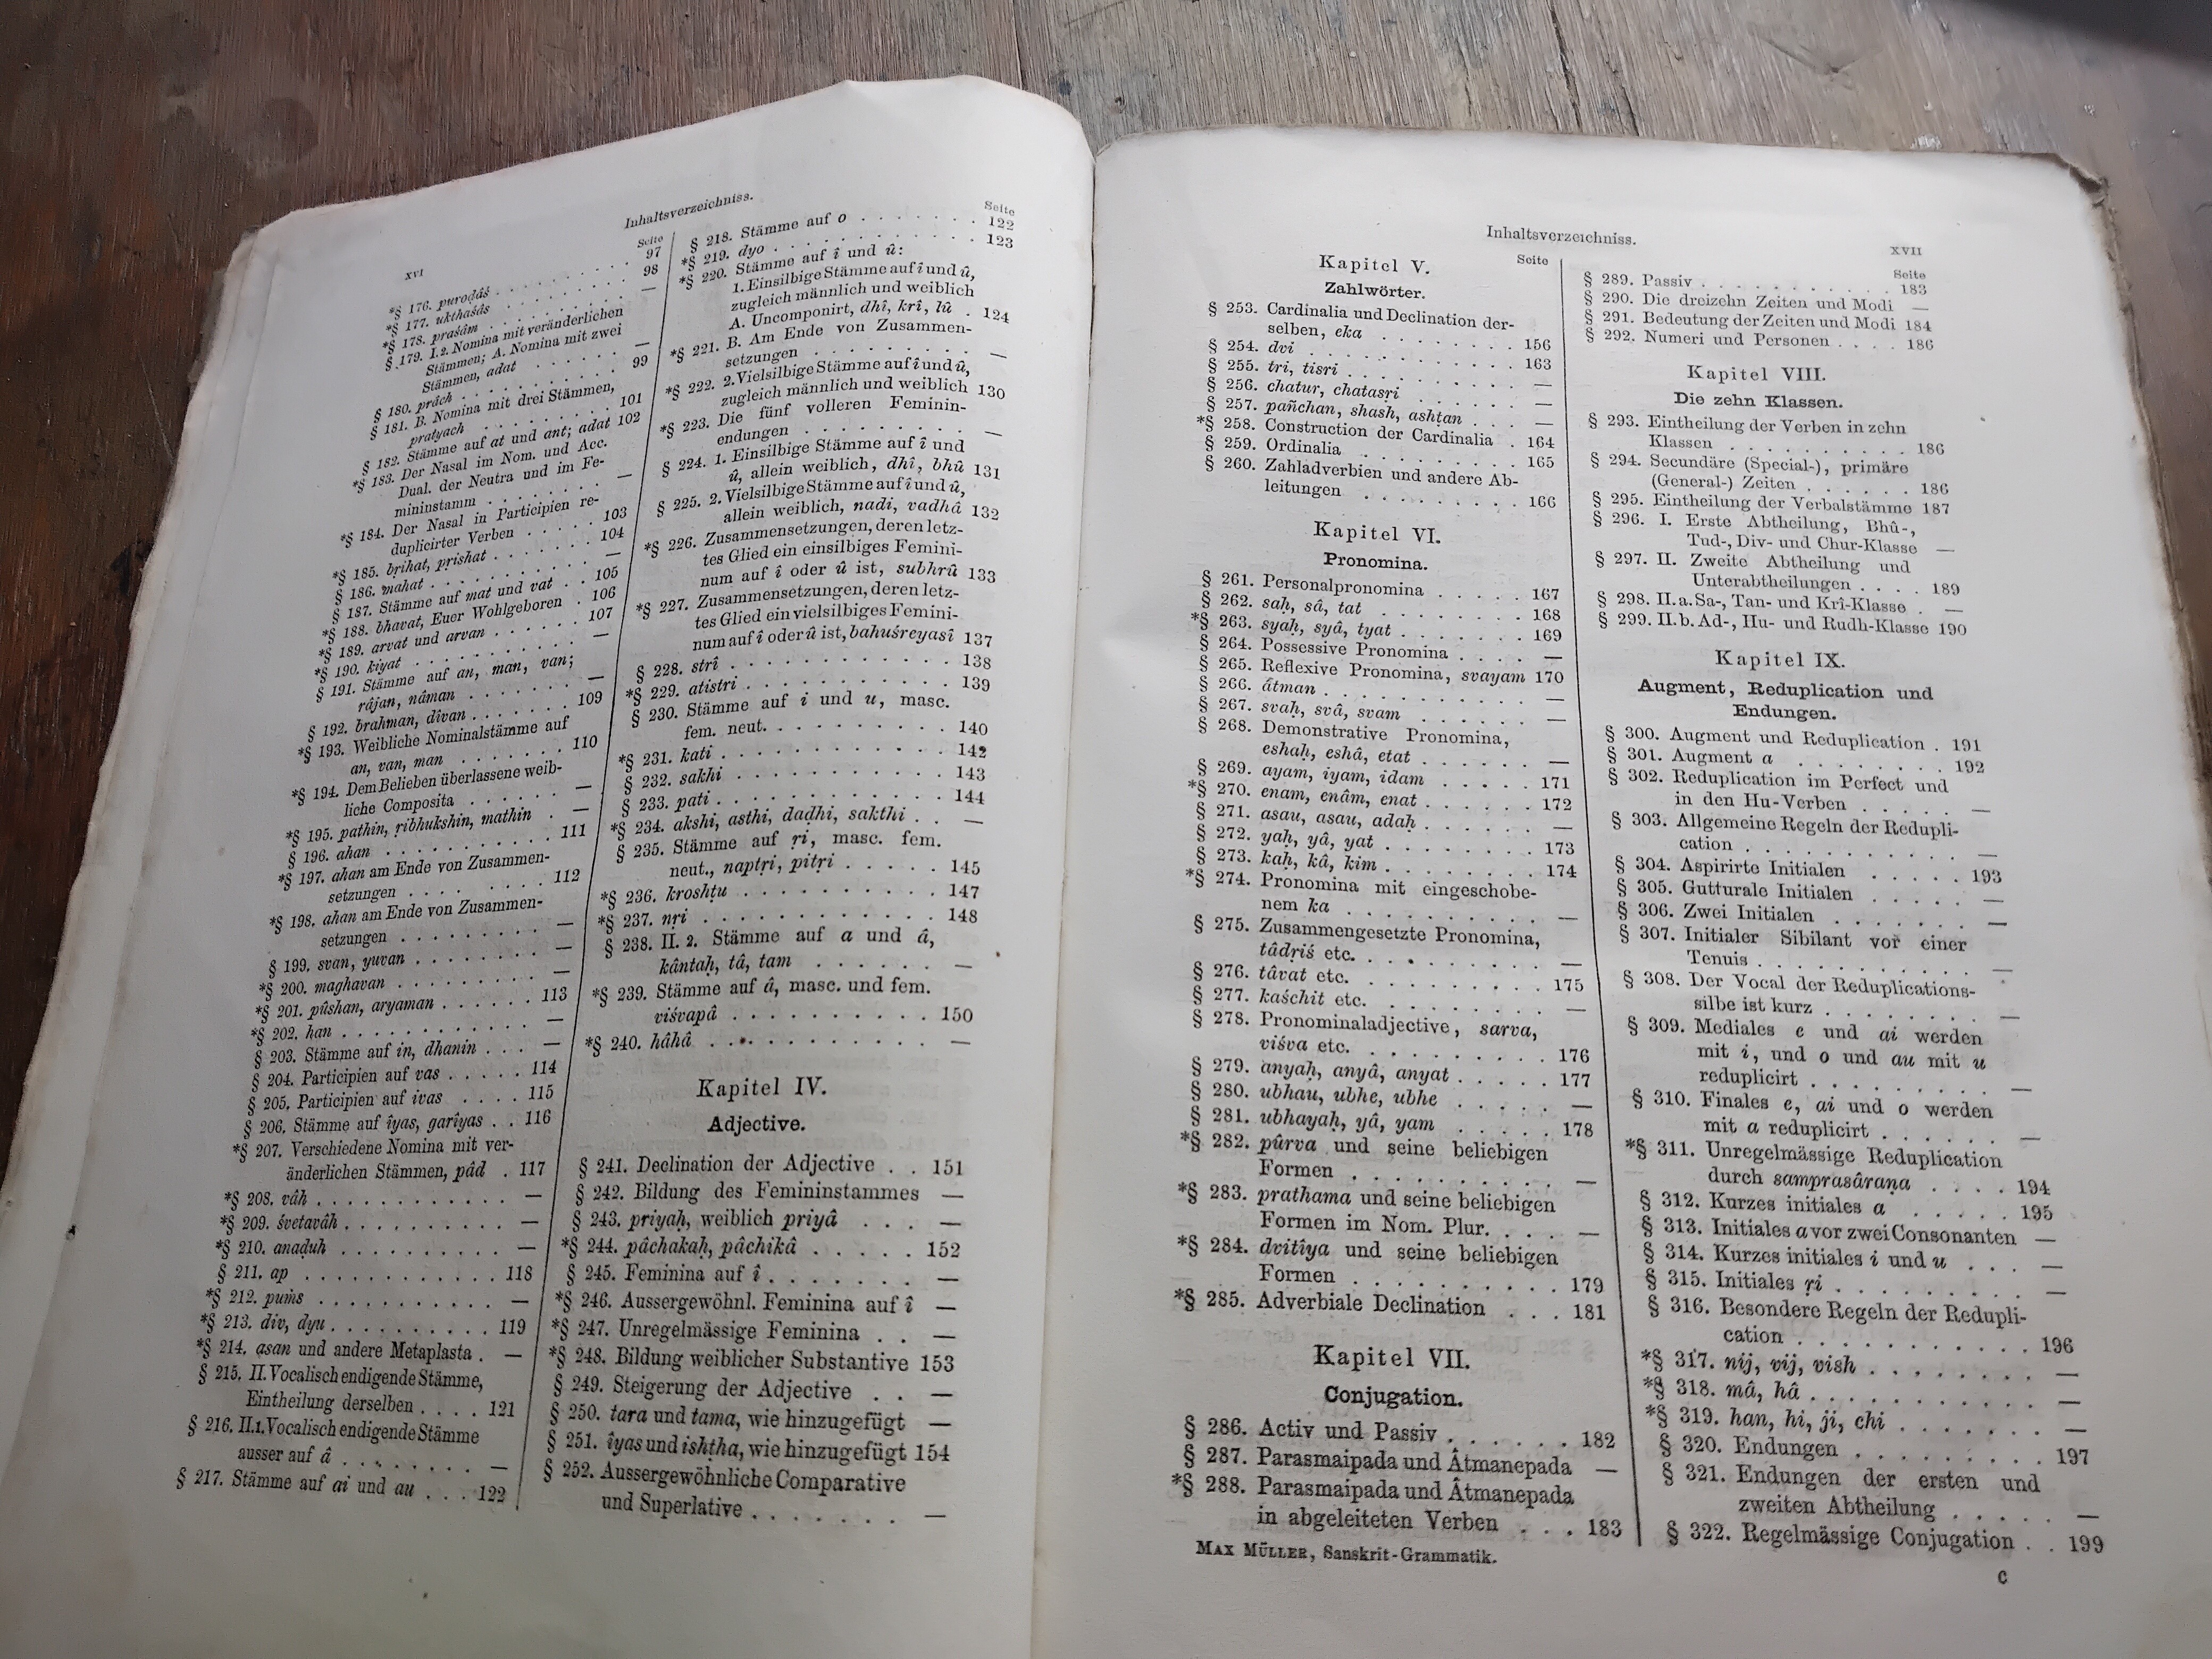 XVI
Inhaltsverzeichniss.
Seite
*§ 176. puroḍâś . . . . . . . . . . 97
*§ 177. ukthaśâs . . . . . . . . . 98
*§ 178. praśâm . . . . . . . . . . —
§ 179. I.2. Nomina mit veränderlichen
Stämmen; A. Nomina mit zwei
Stämmen, adat . . . . . . —
§ 180. prâch . . . . . . . . . . . 99
§ 181. B. Nomina mit drei Stämmen,
pratyach . . . . . . . . . 101
§ 182. Stämme auf at und ant; adat 102
*§ 183. Der Nasal im Nom. und Acc.
Dual. der Neutra und im Fe-
mininstamm . . . . . . . . —
*§ 184. Der Nasal in Participien re-
duplicirter Verben . . . . . 103
*§ 185. bṛihat, prishat . . . . . . . 104
§ 186. mahat . . . . . . . . . . . —
§ 187. Stämme auf mat und vat . . 105
*§ 188. bhavat, Euer Wohlgeboren . 106
*§ 189. arvat und arvan . . . . . . 107
*§ 190. kiyat . . . . . . . . . . . —
§ 191. Stämme auf an, man, van;
râjan, nâman . . . . . . . —
§ 192. brahman, dîvan . . . . . . . 109
*§ 193. Weibliche Nominalstämme auf
an, van, man . . . . . . . 110
*§ 194. Dem Belieben überlassene weib-
liche Composita . . . . . . —
*§ 195. pathin, ṛibhukshin, mathin . —
§ 196. ahan . . . . . . . . . . . 111
*§ 197. ahan am Ende von Zusammen-
setzungen . . . . . . . . 112
*§ 198. ahan am Ende von Zusammen-
setzungen . . . . . . . . . —
§ 199. svan, yuvan . . . . . . . . —
*§ 200. maghavan . . . . . . . . . —
*§ 201. pûshan, aryaman . . . . . . 113
*§ 202. han . . . . . . . . . . . . —
§ 203. Stämme auf in, dhanin . . . —
§ 204. Participien auf vas . . . . . 114
§ 205. Participien auf ivas . . . . 115
§ 206. Stämme auf îyas, garîyas . . 116
*§ 207. Verschiedene Nomina mit ver-
änderlichen Stämmen, pâd . 117
*§ 208. vâh . . . . . . . . . . . . —
*§ 209. śvetavâh . . . . . . . . . . —
*§ 210. anaḍuh . . . . . . . . . . —
§ 211. ap . . . . . . . . . . . . 118
*§ 212. puṁs . . . . . . . . . . . —
*§ 213. div, dyu . . . . . . . . . . 119
*§ 214. asan und andere Metaplasta . —
§ 215. II. Vocalisch endigende Stämme,
Eintheilung derselben . . . . 121
§ 216. II.1. Vocalisch endigende Stämme
ausser auf â . . . . . . . . —
§ 217. Stämme auf ai und au . . . 122
Seite
§ 218. Stämme auf o . . . . . . . 122
*§ 219. dyo . . . . . . . . . . . . 123
*§ 220. Stämme auf î und û:
1. Einsilbige Stämme auf î und û,
zugleich männlich und weiblich
A. Uncomponirt, dhî, krî, lû . 124
*§ 221. B. Am Ende von Zusammen-
setzungen . . . . . . . . . —
*§ 222. 2. Vielsilbige Stämme auf î und û,
zugleich männlich und weiblich 130
*§ 223. Die fünf volleren Feminin-
endungen . . . . . . . . . —
§ 224. 1. Einsilbige Stämme auf î und
û, allein weiblich, dhî, bhû 131
§ 225. 2. Vielsilbige Stämme auf î und û,
allein weiblich, nadi, vadhâ 132
*§ 226. Zusammensetzungen, deren letz-
tes Glied ein einsilbiges Femini-
num auf î oder û ist, subhrû 133
*§ 227. Zusammensetzungen, deren letz-
tes Glied ein vielsilbiges Femini-
num auf î oder û ist, bahuśreyasî 137
§ 228. strî . . . . . . . . . . . . 138
*§ 229. atistri . . . . . . . . . . . 139
§ 230. Stämme auf i und u, masc.
fem. neut. . . . . . . . . . 140
*§ 231. kati . . . . . . . . . . . . 142
§ 232. sakhi . . . . . . . . . . . 143
§ 233. pati . . . . . . . . . . . . 144
*§ 234. akshi, asthi, dadhi, sakthi . . —
§ 235. Stämme auf ṛi, masc. fem.
neut., naptṛi, pitṛi . . . . . 145
*§ 236. kroshṭu . . . . . . . . . . 147
*§ 237. nṛi . . . . . . . . . . . . 148
§ 238. II. 2. Stämme auf a und â,
kântaḥ, tâ, tam . . . . . . —
*§ 239. Stämme auf â, masc. und fem.
viśvapâ . . . . . . . . . . 150
*§ 240. hâhâ . . . . . . . . . . . —
Kapitel IV.
Adjective.
§ 241. Declination der Adjective . . 151
§ 242. Bildung des Femininstammes —
§ 243. priyaḥ, weiblich priyâ . . . —
*§ 244. pâchakaḥ, pâchikâ . . . . . 152
§ 245. Feminina auf î . . . . . . . —
*§ 246. Aussergewöhnl. Feminina auf î —
*§ 247. Unregelmässige Feminina . . —
*§ 248. Bildung weiblicher Substantive 153
§ 249. Steigerung der Adjective . . —
§ 250. tara und tama, wie hinzugefügt —
§ 251. îyas und ishṭha, wie hinzugefügt 154
§ 252. Aussergewöhnliche Comparative
und Superlative . . . . . . . —
Inhaltsverzeichniss.
XVII
Kapitel V.
Seite
Zahlwörter.
§ 253. Cardinalia und Declination der-
selben, eka . . . . . . . . 156
§ 254. dvi . . . . . . . . . . . . 163
§ 255. tri, tisri . . . . . . . . . . —
§ 256. chatur, chatasṛi . . . . . . —
§ 257. pañchan, shash, ashṭan . . . —
*§ 258. Construction der Cardinalia . 164
§ 259. Ordinalia . . . . . . . . . 165
§ 260. Zahladverbien und andere Ab-
leitungen . . . . . . . . 166
Kapitel VI.
Pronomina.
§ 261. Personalpronomina . . . . . 167
§ 262. saḥ, sâ, tat . . . . . . . . 168
*§ 263. syaḥ, syâ, tyat . . . . . . . 169
§ 264. Possessive Pronomina . . . . —
§ 265. Reflexive Pronomina, svayam 170
§ 266. âtman . . . . . . . . . . . —
§ 267. svaḥ, svâ, svam . . . . . . —
§ 268. Demonstrative Pronomina,
eshaḥ, eshâ, etat . . . . . . —
§ 269. ayam, iyam, idam . . . . . 171
*§ 270. enam, enâm, enat . . . . . . 172
§ 271. asau, asau, adaḥ . . . . . . —
§ 272. yaḥ, yâ, yat . . . . . . . . 173
§ 273. kaḥ, kâ, kim . . . . . . . . 174
*§ 274. Pronomina mit eingeschobe-
nem ka . . . . . . . . . . —
§ 275. Zusammengesetzte Pronomina,
tâdṛiś etc. . . . . . . . . . —
§ 276. tâvat etc. . . . . . . . . . 175
§ 277. kaśchit etc. . . . . . . . . —
§ 278. Pronominaladjective, sarva,
viśva etc. . . . . . . . . . 176
§ 279. anyaḥ, anyâ, anyat . . . . . 177
§ 280. ubhau, ubhe, ubhe . . . . . —
§ 281. ubhayaḥ, yâ, yam . . . . . 178
*§ 282. pûrva und seine beliebigen
Formen . . . . . . . . . . —
*§ 283. prathama und seine beliebigen
Formen im Nom. Plur. . . . —
*§ 284. dvitîya und seine beliebigen
Formen . . . . . . . . . . 179
*§ 285. Adverbiale Declination . . . 181
Kapitel VII.
Conjugation.
§ 286. Activ und Passiv . . . . . . 182
§ 287. Parasmaipada und Âtmanepada —
*§ 288. Parasmaipada und Âtmanepada
in abgeleiteten Verben . . . 183
MAX MÜLLER, Sanskrit-Grammatik.
Seite
§ 289. Passiv . . . . . . . . . . . 183
§ 290. Die dreizehn Zeiten und Modi —
§ 291. Bedeutung der Zeiten und Modi 184
§ 292. Numeri und Personen . . . . 186
Kapitel VIII.
Die zehn Klassen.
§ 293. Eintheilung der Verben in zehn
Klassen . . . . . . . . . . 186
§ 294. Secundäre (Special-), primäre
(General-) Zeiten . . . . . . 186
§ 295. Eintheilung der Verbalstämme 187
§ 296. I. Erste Abtheilung, Bhû-,
Tud-, Div- und Chur-Klasse —
§ 297. II. Zweite Abtheilung und
Unterabtheilungen . . . . 189
§ 298. II.a. Sa-, Tan- und Krî-Klasse . —
§ 299. II.b. Ad-, Hu- und Rudh-Klasse 190
Kapitel IX.
Augment, Reduplication und
Endungen.
§ 300. Augment und Reduplication . 191
§ 301. Augment a . . . . . . . . 192
§ 302. Reduplication im Perfect und
in den Hu-Verben . . . . . —
§ 303. Allgemeine Regeln der Redupli-
cation . . . . . . . . . . . —
§ 304. Aspirirte Initialen . . . . . 193
§ 305. Gutturale Initialen . . . . . —
§ 306. Zwei Initialen . . . . . . . —
§ 307. Initialer Sibilant vor einer
Tenuis . . . . . . . . . . . —
§ 308. Der Vocal der Reduplications-
silbe ist kurz . . . . . . . . —
§ 309. Mediales e und ai werden
mit i, und o und au mit u
reduplicirt . . . . . . . . . —
§ 310. Finales e, ai und o werden
mit a reduplicirt . . . . . . —
*§ 311. Unregelmässige Reduplication
durch samprasâraṇa . . . . 194
§ 312. Kurzes initiales a . . . . . 195
§ 313. Initiales a vor zwei Consonanten —
§ 314. Kurzes initiales i und u . . . —
§ 315. Initiales ṛi . . . . . . . . . —
§ 316. Besondere Regeln der Redupli-
cation . . . . . . . . . . . 196
*§ 317. nij, vij, vish . . . . . . . . —
*§ 318. mâ, hâ . . . . . . . . . . . —
*§ 319. han, hi, ji, chi . . . . . . . —
§ 320. Endungen . . . . . . . . . 197
§ 321. Endungen der ersten und
zweiten Abtheilung . . . . . —
§ 322. Regelmässige Conjugation . . 199
c